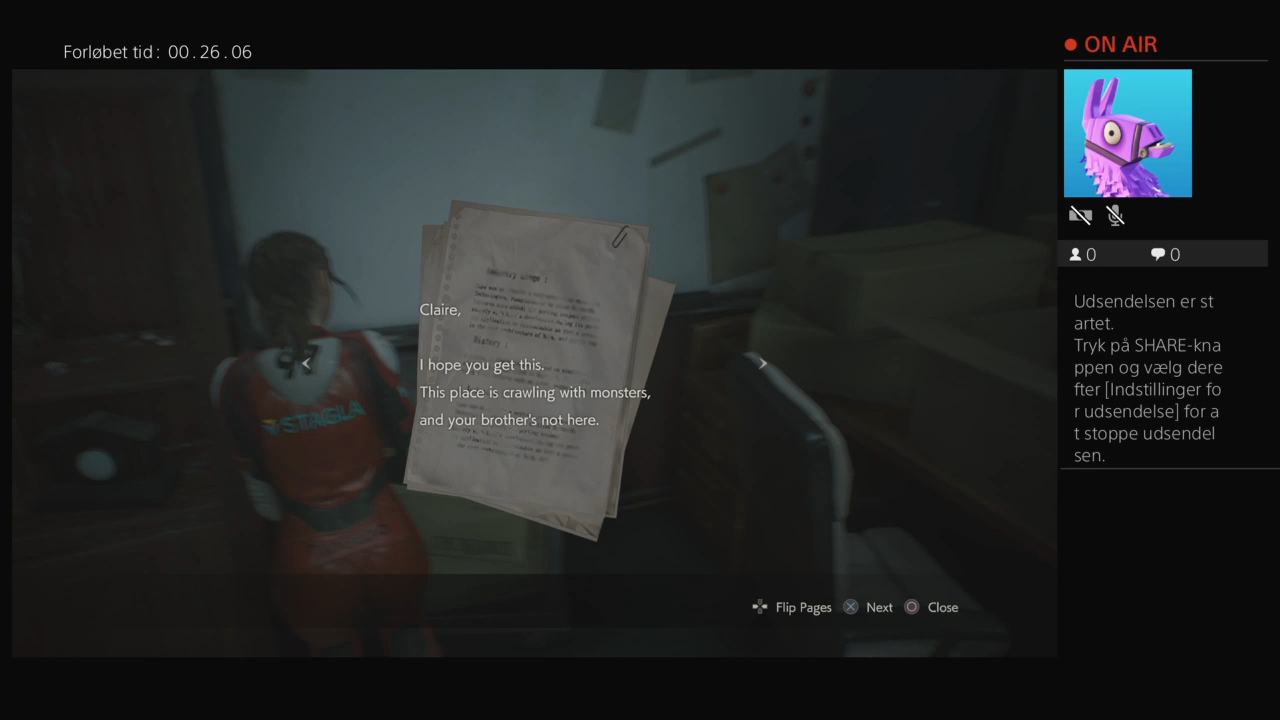 Forløbet tid: 00.26.06
ON AIR
0 0
Udsendelsen er st
artet.
Tryk på SHARE-kna
ppen og vælg dere
fter [Indstillinger fo
r udsendelse] for a
t stoppe udsendel
sen.
97
History :
Claire,
I hope you get this.
This place is crawling with monsters,
and your brother's not here.
Flip Pages Next Close